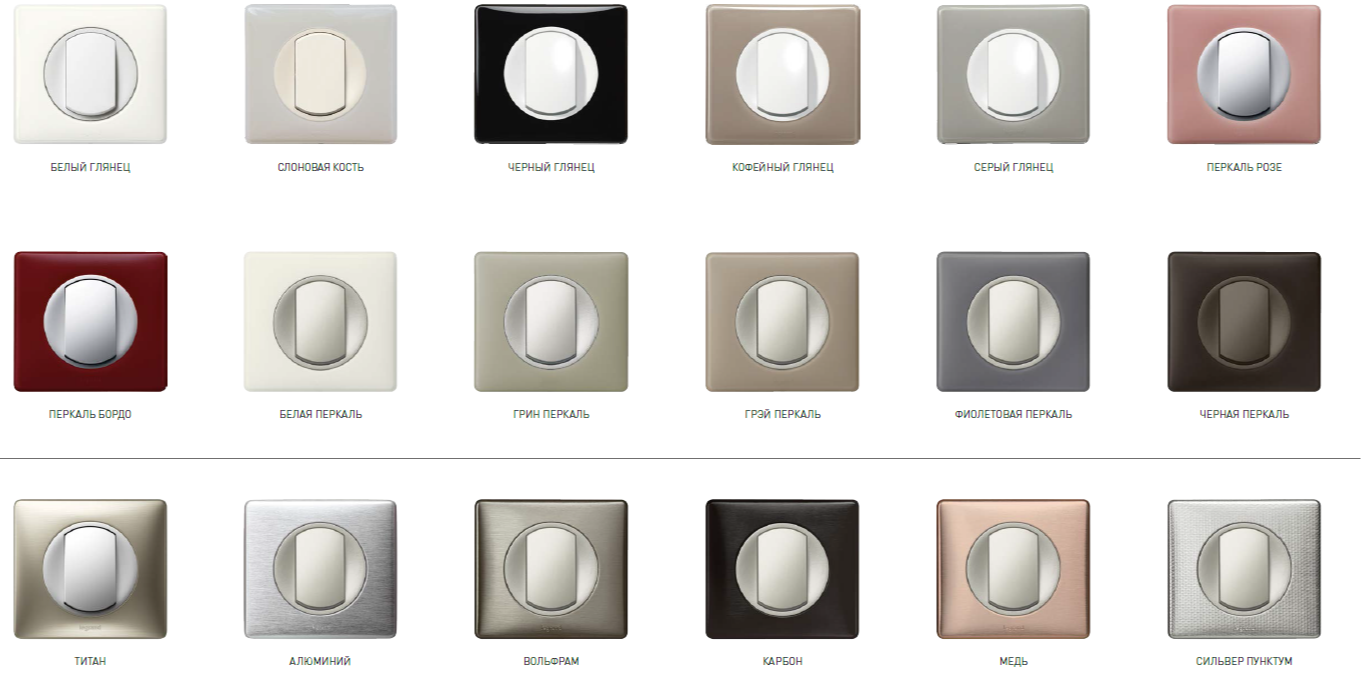 БЕЛЫЙ ГЛЯНЕЦ
СЛОНОВАЯ КОСТЬ
ЧЕРНЫЙ ГЛЯНЕЦ
КОФЕЙНЫЙ ГЛЯНЕЦ
СЕРЫЙ ГЛЯНЕЦ
ПЕРКАЛЬ РОЗЕ
ПЕРКАЛЬ БОРДО
БЕЛАЯ ПЕРКАЛЬ
ГРИН ПЕРКАЛЬ
ГРЭЙ ПЕРКАЛЬ
ФИОЛЕТОВАЯ ПЕРКАЛЬ
ЧЕРНАЯ ПЕРКАЛЬ
legrand
ТИТАН
АЛЮМИНИЙ
ВОЛЬФРАМ
КАРБОН
МЕДЬ
СИЛЬВЕР ПУНКТУМ